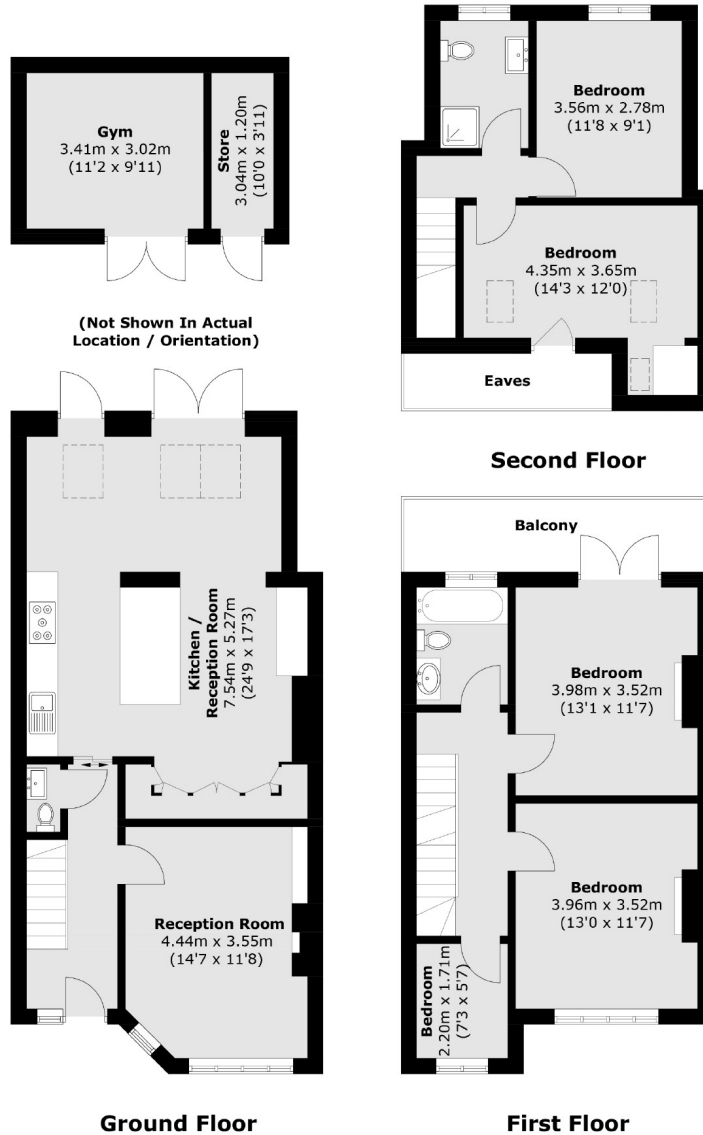 Gym
3.41m x 3.02m
(11'2 x 9'11)
Store
3.04m x 1.20m
(10'0 x 3'11)
(Not Shown In Actual
Location / Orientation)
Bedroom
3.56m x 2.78m
(11'8 x 9'1)
Bedroom
4.35m x 3.65m
(14'3 x 12'0)
Eaves
Second Floor
Kitchen /
Reception Room
7.54m x 5.27m
(24'9 x 17'3)
Reception Room
4.44m x 3.55m
(14'7 x 11'8)
Ground Floor
Balcony
Bedroom
3.98m x 3.52m
(13'1 x 11'7)
Bedroom
3.96m x 3.52m
(13'0 x 11'7)
Bedroom
2.20m x 1.71m
(7'3 x 5'7)
First Floor